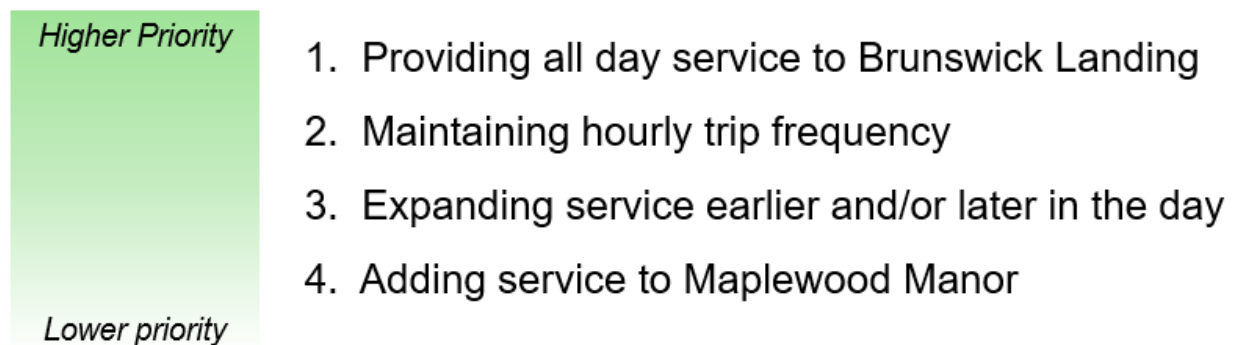 Higher Priority
1. Providing all day service to Brunswick Landing
2. Maintaining hourly trip frequency
3. Expanding service earlier and/or later in the day
4. Adding service to Maplewood Manor
Lower priority